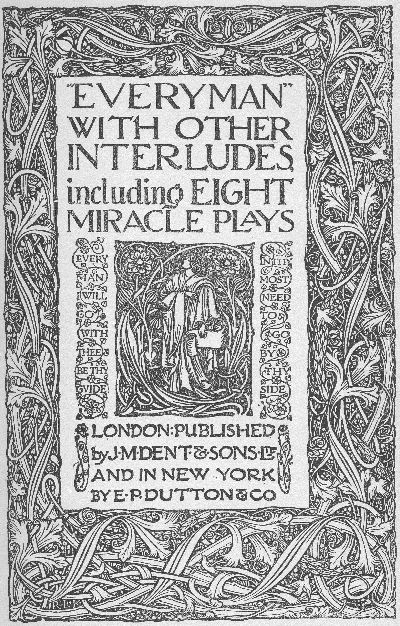 "EVERYMAN"
WITH OTHER
INTERLUDES,
including EIGHT
MIRACLE PLAYS
EVERY
MAN
I WILL
GO
WITH
THEE
BE THY
GVIDE
IN THY
MOST
NEED
TO
GO
BY
THY
SIDE
LONDON:PUBLISHED
by J·M·DENT·&·SONS·LTD
AND IN NEW YORK
BY E·P·DUTTON & CO